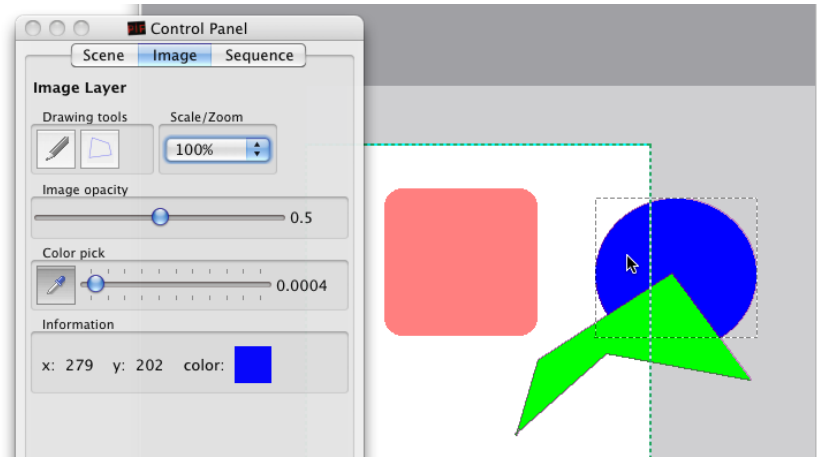 Control Panel
Scene Image Sequence
Image Layer
Drawing tools Scale/Zoom
100%
Image opacity
0.5
Color pick
0.0004
Information
x: 279 y: 202 color: